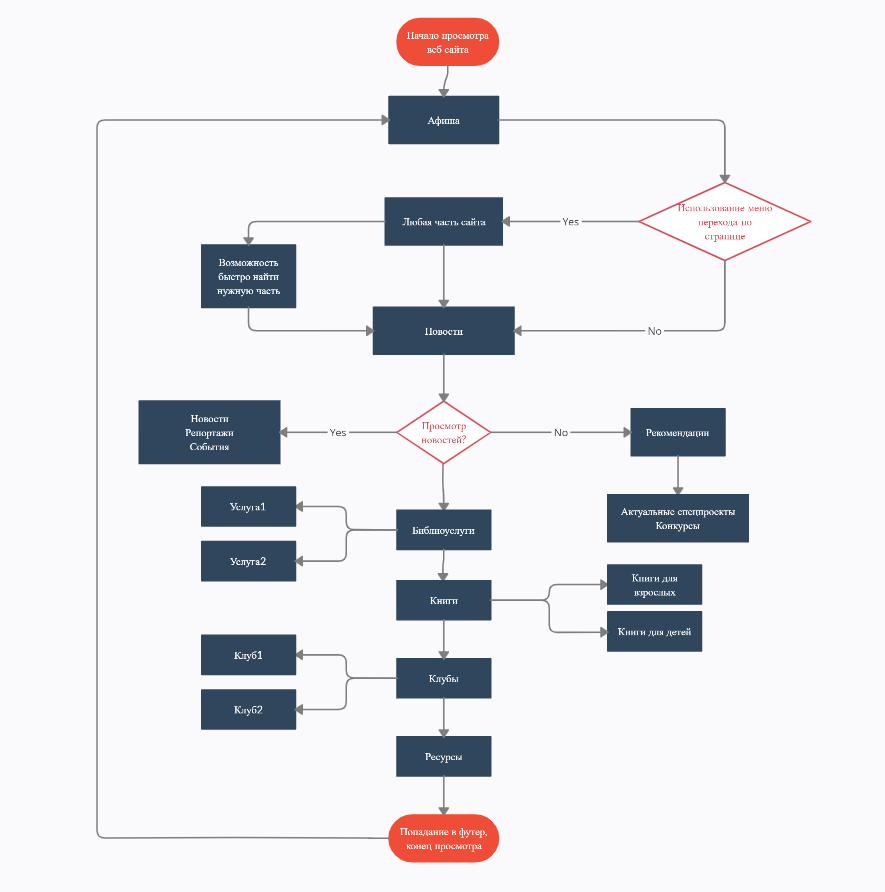 Начало просмотра
веб сайта
Афиша
Использование меню
перехода по
странице
Yes
Любая часть сайта
Возможность
быстро найти
нужную часть
Новости
No
Просмотр
новостей?
Yes
Новости
Репортажи
События
No
Рекомендации
Актуальные спецпроекты
Конкурсы
Услуга1
Услуга2
Библиоуслуги
Книги
Книги для
взрослых
Книги для детей
Клуб1
Клуб2
Клубы
Ресурсы
Попадание в футер,
конец просмотра